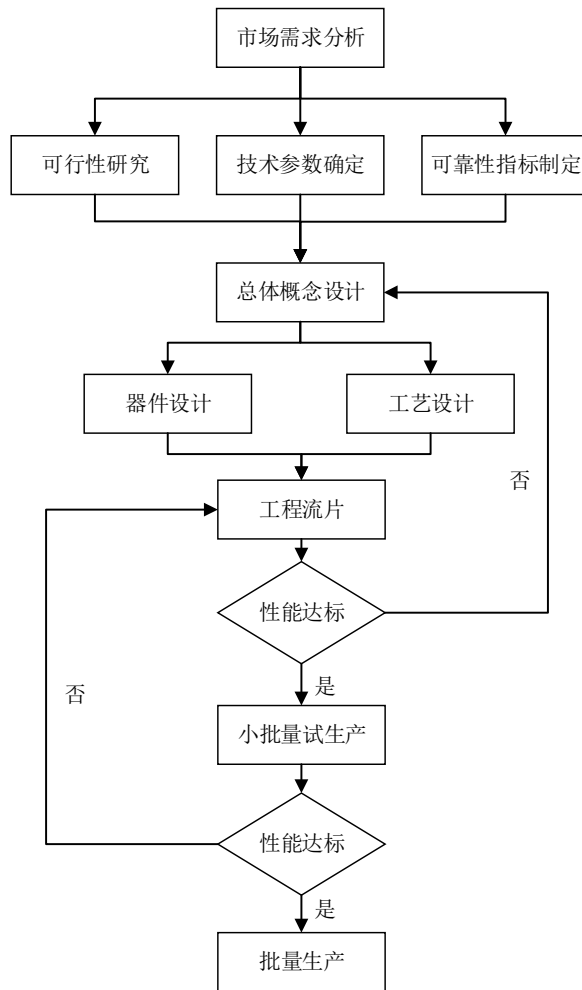 市场需求分析
可行性研究
技术参数确定
可靠性指标制定
总体概念设计
器件设计
工艺设计
否
工程流片
性能达标
是
否
小批量试生产
性能达标
是
批量生产